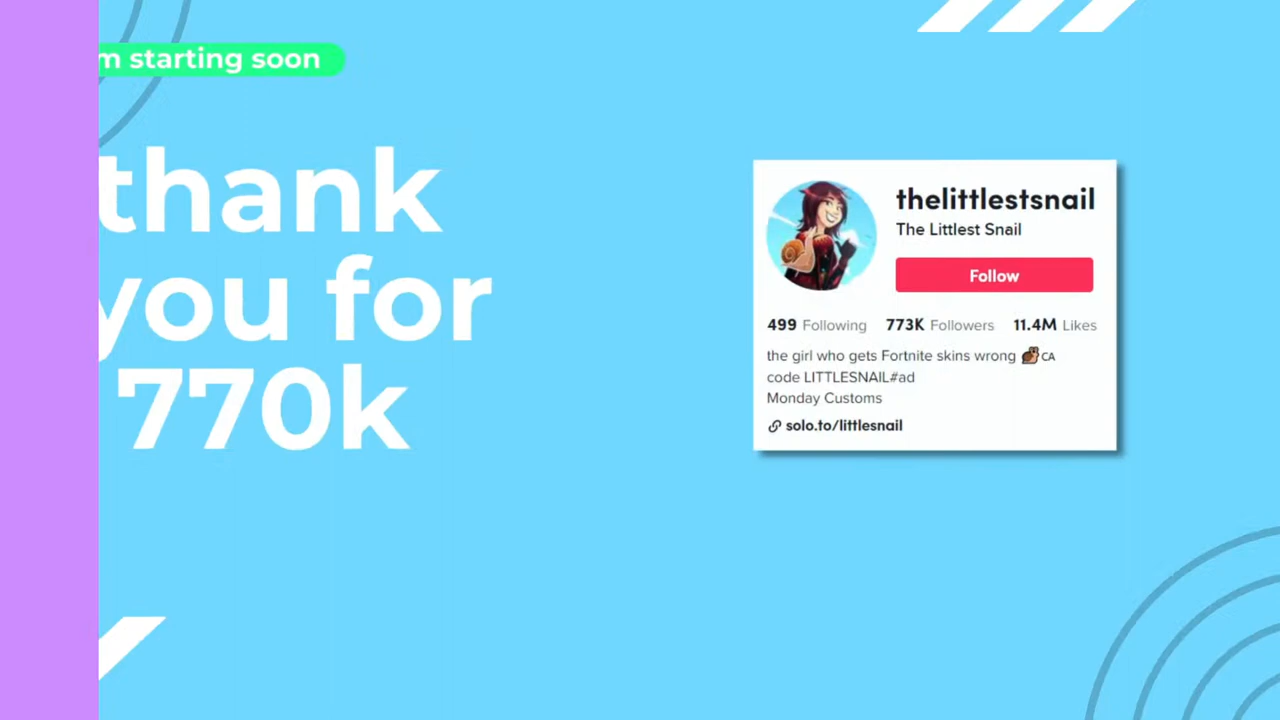 m starting soon
thank
you for
770k
thelittlestsnail
The Littlest Snail
Follow
499 Following 773K Followers 11.4M Likes
the girl who gets Fortnite skins wrong 🦫CA
code LITTLESNAIL#ad
Monday Customs
solo.to/littlesnail